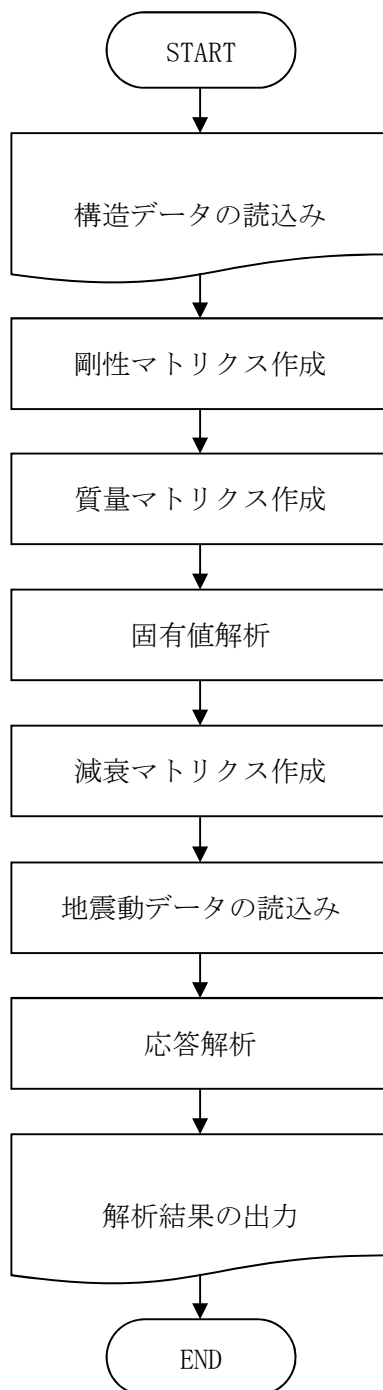 START
構造データの読込み
剛性マトリクス作成
質量マトリクス作成
固有値解析
減衰マトリクス作成
地震動データの読込み
応答解析
解析結果の出力
END